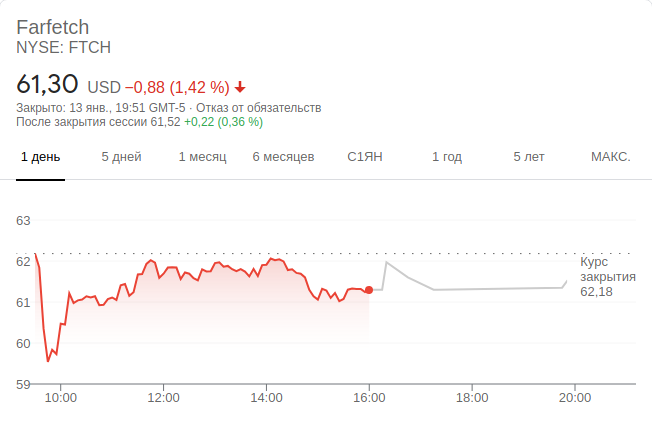 Farfetch
NYSE: FTCH
61,30 USD −0,88 (1,42 %)
Закрыто: 13 янв., 19:51 GMT-5 · Отказ от обязательств
После закрытия сессии 61,52 +0,22 (0,36 %)
1 день 5 дней 1 месяц 6 месяцев С1ЯН 1 год 5 лет МАКС.
63
62
61
60
59
Курс
закрытия
62,18
10:00 12:00 14:00 16:00 18:00 20:00